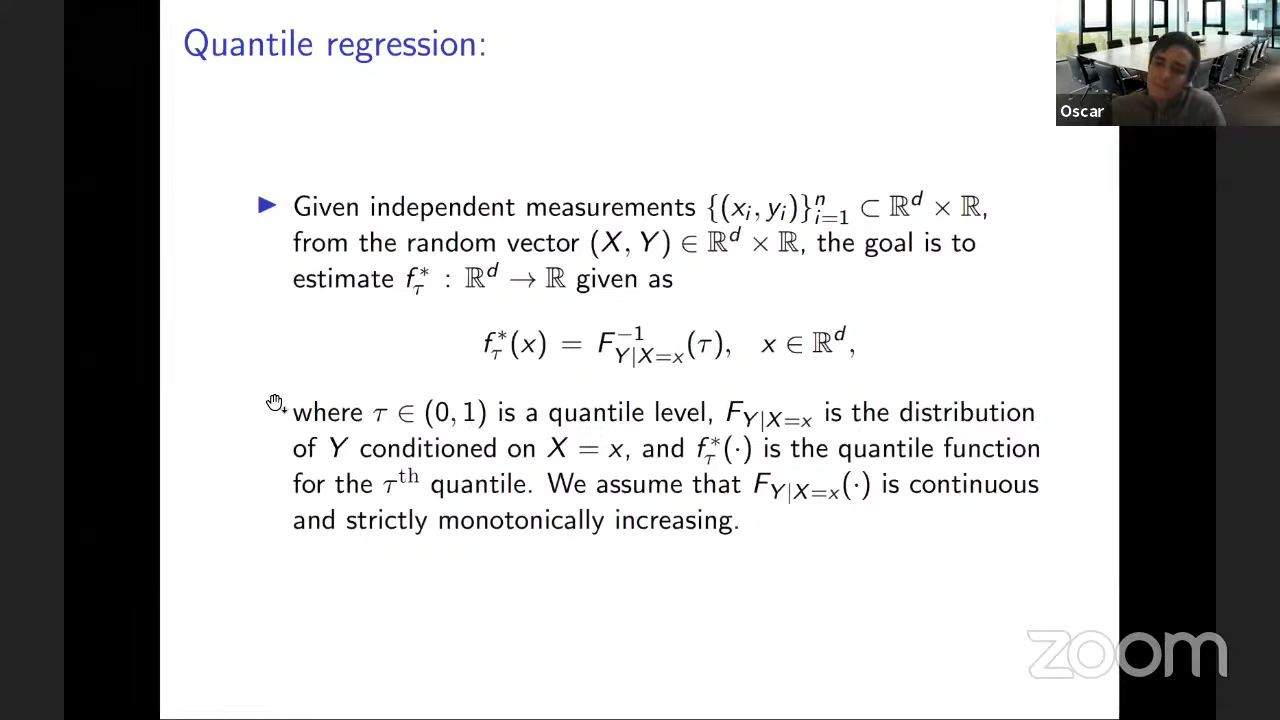 Quantile regression:
Oscar
▶ Given independent measurements {(x_i, y_i)}_{i=1}^n ⊂ ℝ^d × ℝ,
from the random vector (X, Y) ∈ ℝ^d × ℝ, the goal is to
estimate f_τ^* : ℝ^d → ℝ given as
f_τ^*(x) = F_{Y|X=x}^{−1}(τ), x ∈ ℝ^d,
where τ ∈ (0, 1) is a quantile level, F_{Y|X=x} is the distribution
of Y conditioned on X = x, and f_τ^*(·) is the quantile function
for the τ^th quantile. We assume that F_{Y|X=x}(·) is continuous
and strictly monotonically increasing.
zoom